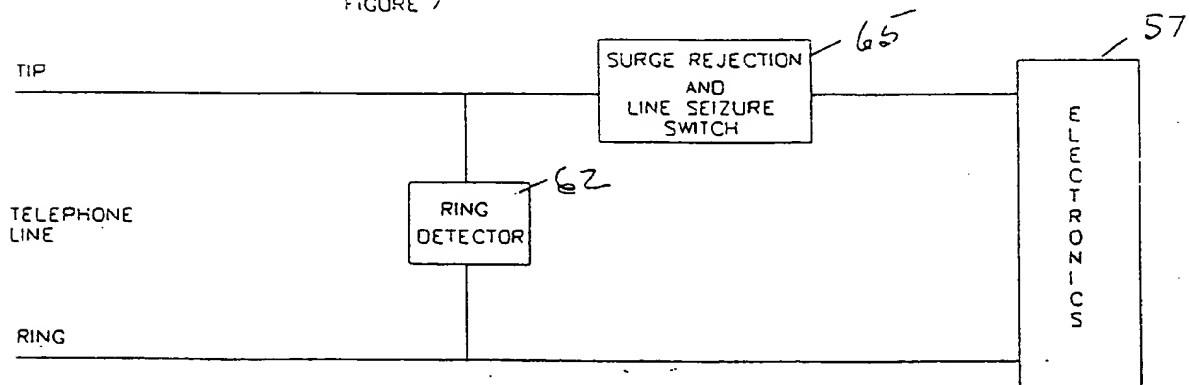 FIGURE 7
65
57
SURGE REJECTION
AND
LINE SEIZURE
SWITCH
TIP
ELECTRONICS
62
RING
DETECTOR
TELEPHONE
LINE
RING